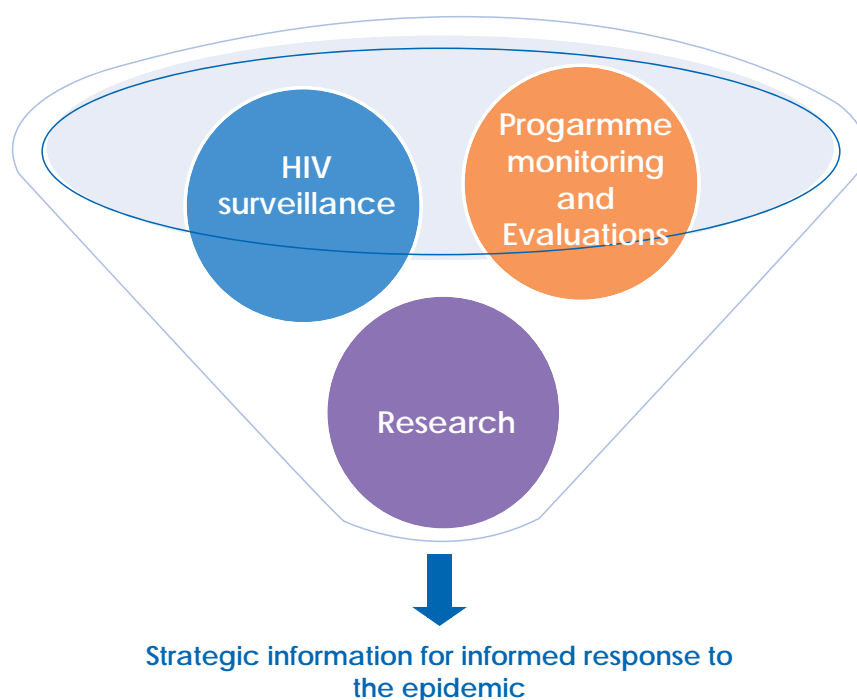 HIV
surveillance
Progarmme
monitoring
and
Evaluations
Research
Strategic information for informed response to
the epidemic